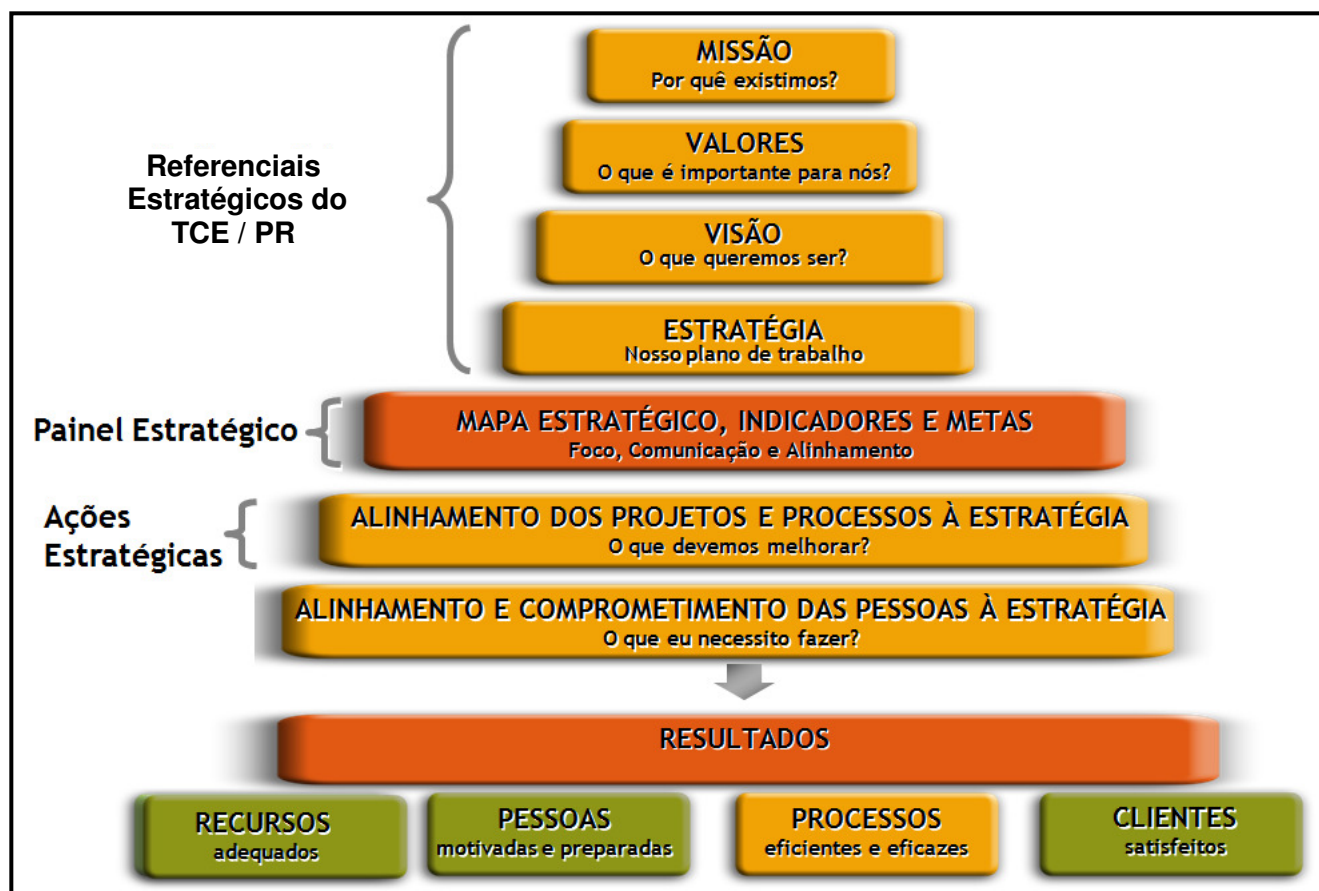 MISSÃO
Por quê existimos?
VALORES
O que é importante para nós?
Referenciais
Estratégicos do
TCE / PR
VISÃO
O que queremos ser?
ESTRATÉGIA
Nosso plano de trabalho
Painel Estratégico
MAPA ESTRATÉGICO, INDICADORES E METAS
Foco, Comunicação e Alinhamento
Ações
Estratégicas
ALINHAMENTO DOS PROJETOS E PROCESSOS À ESTRATÉGIA
O que devemos melhorar?
ALINHAMENTO E COMPROMETIMENTO DAS PESSOAS À ESTRATÉGIA
O que eu necessito fazer?
RESULTADOS
RECURSOS
adequados
PESSOAS
motivadas e preparadas
PROCESSOS
eficientes e eficazes
CLIENTES
satisfeitos